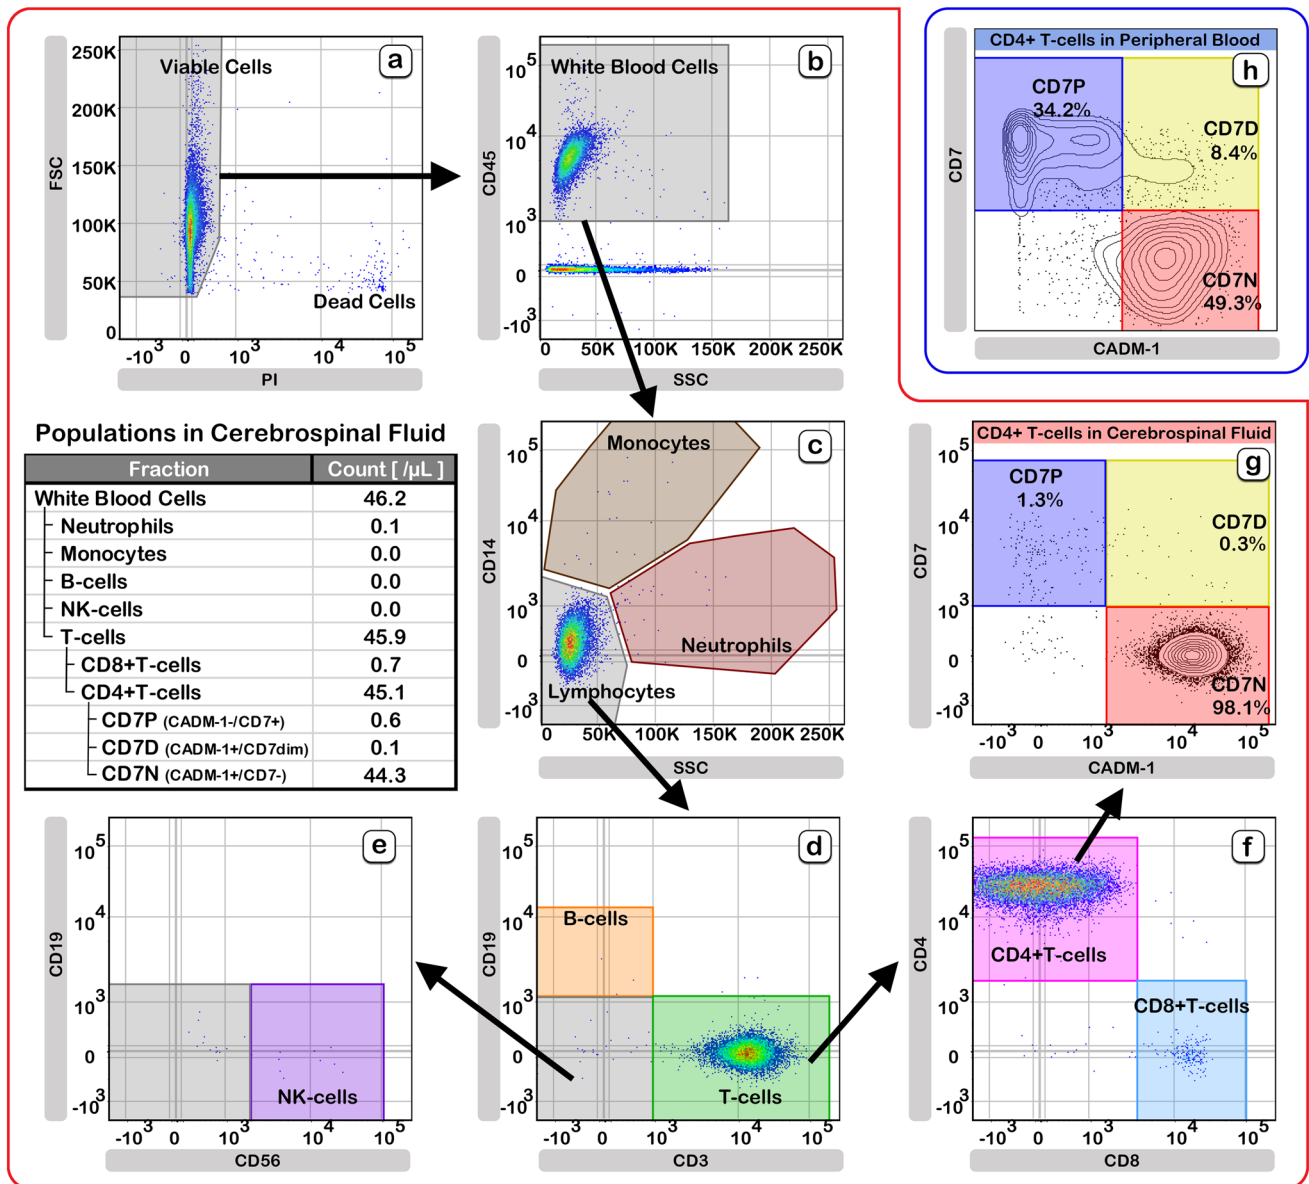 a
Viable Cells
Dead Cells
FSC
250K
200K
150K
100K
50K
0
-10³ 0 10³ 10⁴ 10⁵
PI
b
White Blood Cells
CD45
10⁵
10⁴
10³
0
-10³
0 50K 100K 150K 200K 250K
SSC
CD4+ T-cells in Peripheral Blood
h
CD7P
34.2%
CD7D
8.4%
CD7N
49.3%
CD7
CADM-1
Populations in Cerebrospinal Fluid
Fraction Count [ /μL ]
White Blood Cells 46.2
Neutrophils 0.1
Monocytes 0.0
B-cells 0.0
NK-cells 0.0
T-cells 45.9
CD8+T-cells 0.7
CD4+T-cells 45.1
CD7P (CADM-1-/CD7+) 0.6
CD7D (CADM-1+/CD7dim) 0.1
CD7N (CADM-1+/CD7-) 44.3
c
Monocytes
Neutrophils
Lymphocytes
CD14
10⁵
10⁴
10³
0
-10³
0 50K 100K 150K 200K 250K
SSC
CD4+ T-cells in Cerebrospinal Fluid
g
CD7P
1.3%
CD7D
0.3%
CD7N
98.1%
CD7
10⁵
10⁴
10³
0
-10³
-10³ 0 10³ 10⁴ 10⁵
CADM-1
e
NK-cells
CD19
10⁵
10⁴
10³
0
-10³
-10³ 0 10³ 10⁴ 10⁵
CD56
d
B-cells
T-cells
CD19
10⁵
10⁴
10³
0
-10³
-10³ 0 10³ 10⁴ 10⁵
CD3
f
CD4+T-cells
CD8+T-cells
CD4
10⁵
10⁴
10³
0
-10³
-10³ 0 10³ 10⁴ 10⁵
CD8